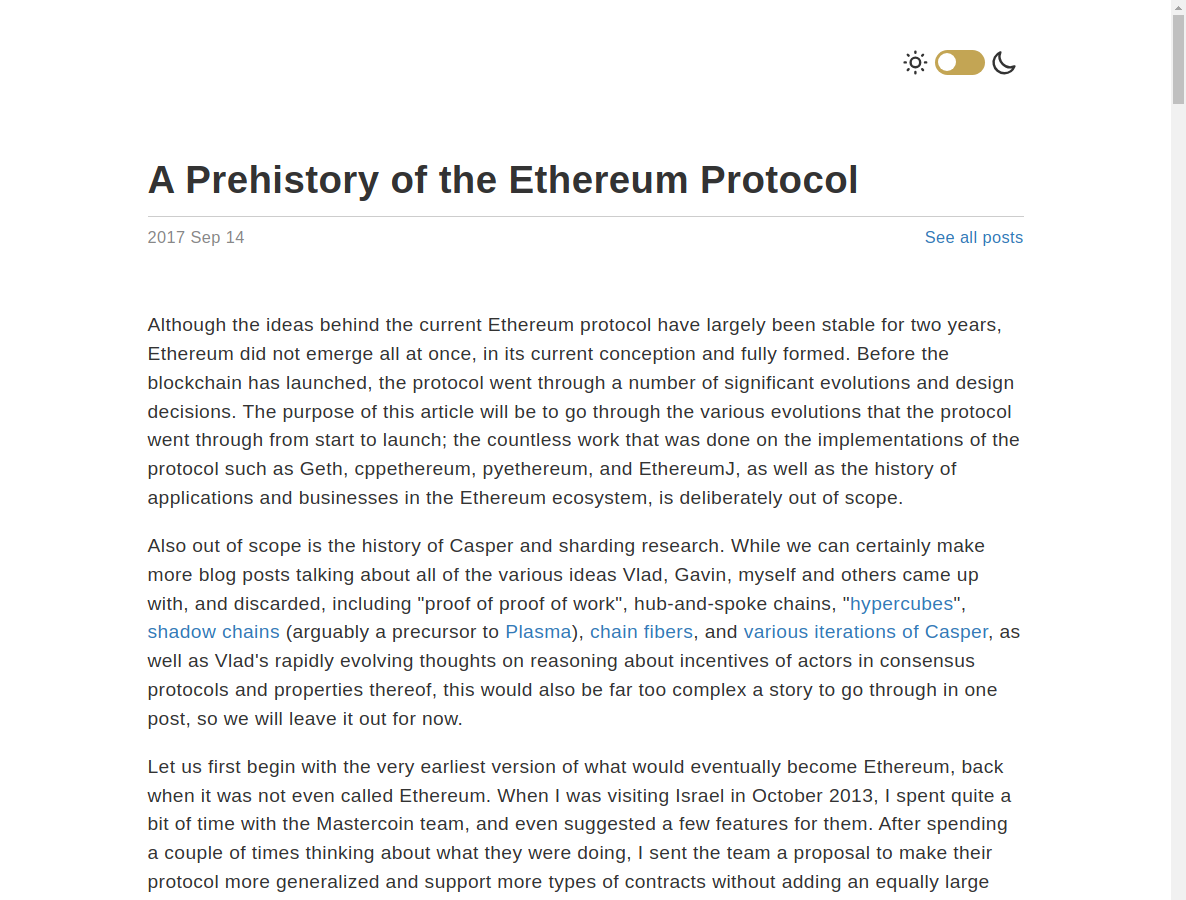 A Prehistory of the Ethereum Protocol
2017 Sep 14
See all posts
Although the ideas behind the current Ethereum protocol have largely been stable for two years,
Ethereum did not emerge all at once, in its current conception and fully formed. Before the
blockchain has launched, the protocol went through a number of significant evolutions and design
decisions. The purpose of this article will be to go through the various evolutions that the protocol
went through from start to launch; the countless work that was done on the implementations of the
protocol such as Geth, cppethereum, pyethereum, and EthereumJ, as well as the history of
applications and businesses in the Ethereum ecosystem, is deliberately out of scope.
Also out of scope is the history of Casper and sharding research. While we can certainly make
more blog posts talking about all of the various ideas Vlad, Gavin, myself and others came up
with, and discarded, including "proof of proof of work", hub-and-spoke chains, "hypercubes",
shadow chains (arguably a precursor to Plasma), chain fibers, and various iterations of Casper, as
well as Vlad's rapidly evolving thoughts on reasoning about incentives of actors in consensus
protocols and properties thereof, this would also be far too complex a story to go through in one
post, so we will leave it out for now.
Let us first begin with the very earliest version of what would eventually become Ethereum, back
when it was not even called Ethereum. When I was visiting Israel in October 2013, I spent quite a
bit of time with the Mastercoin team, and even suggested a few features for them. After spending
a couple of times thinking about what they were doing, I sent the team a proposal to make their
protocol more generalized and support more types of contracts without adding an equally large